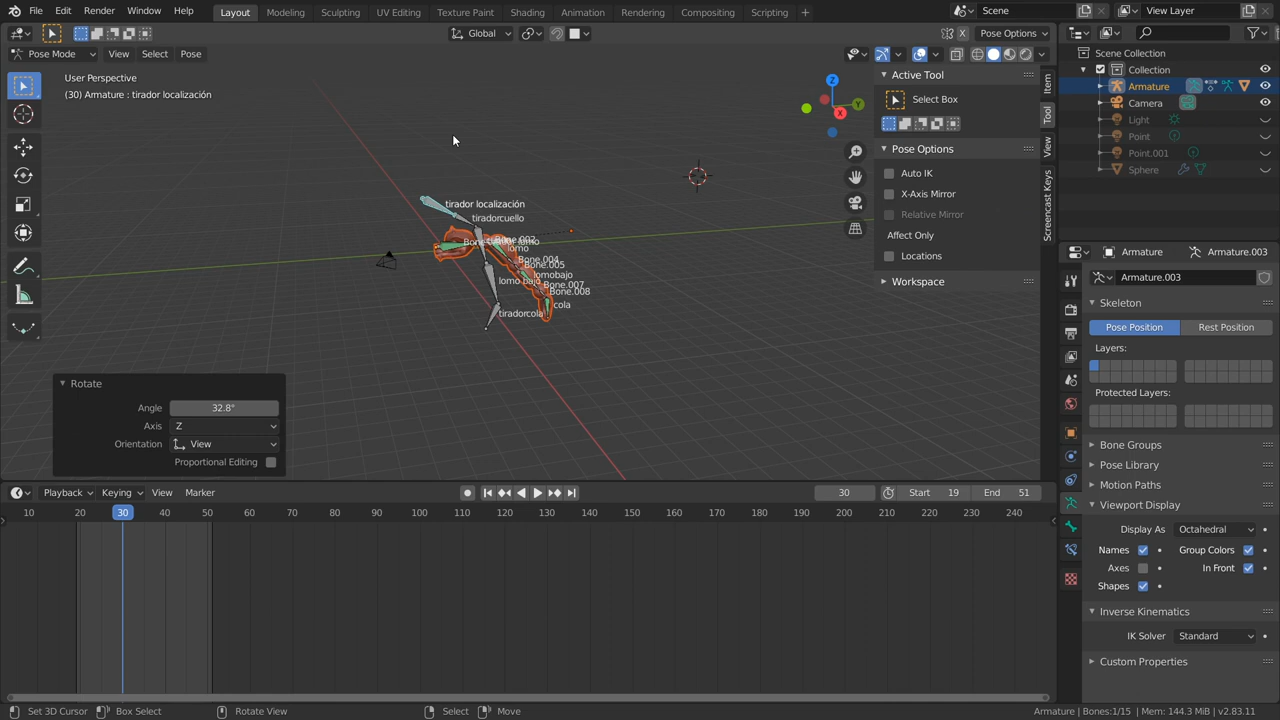 File Edit Render Window Help Layout Modeling Sculpting UV Editing Texture Paint Shading Animation Rendering Compositing Scripting + Scene View Layer
Global Pose Options
Pose Mode View Select Pose
User Perspective
(30) Armature : tirador localización
Z
Y
X
Active Tool
Select Box
Pose Options
Auto IK
X-Axis Mirror
Relative Mirror
Affect Only
Locations
Workspace
Item
Tool
View
Screencast Keys
tirador localización
tiradorcuello
lomo
Bone.004
Bone.005
lomobajo
lomo bajo
Bone.007
Bone.008
cola
tiradorcola
Rotate
Angle 32.8°
Axis Z
Orientation View
Proportional Editing
Scene Collection
Collection
Armature
Camera
Light
Point
Point.001
Sphere
Armature Armature.003
Armature.003
Skeleton
Pose Position Rest Position
Layers:
Protected Layers:
Bone Groups
Pose Library
Motion Paths
Viewport Display
Display As Octahedral
Names Group Colors
Axes In Front
Shapes
Inverse Kinematics
IK Solver Standard
Custom Properties
Playback Keying View Marker 30 Start 19 End 51
10 20 30 40 50 60 70 80 90 100 110 120 130 140 150 160 170 180 190 200 210 220 230 240
Set 3D Cursor Box Select Rotate View Select Move Armature | Bones:1/15 | Mem: 144.3 MiB | v2.83.11